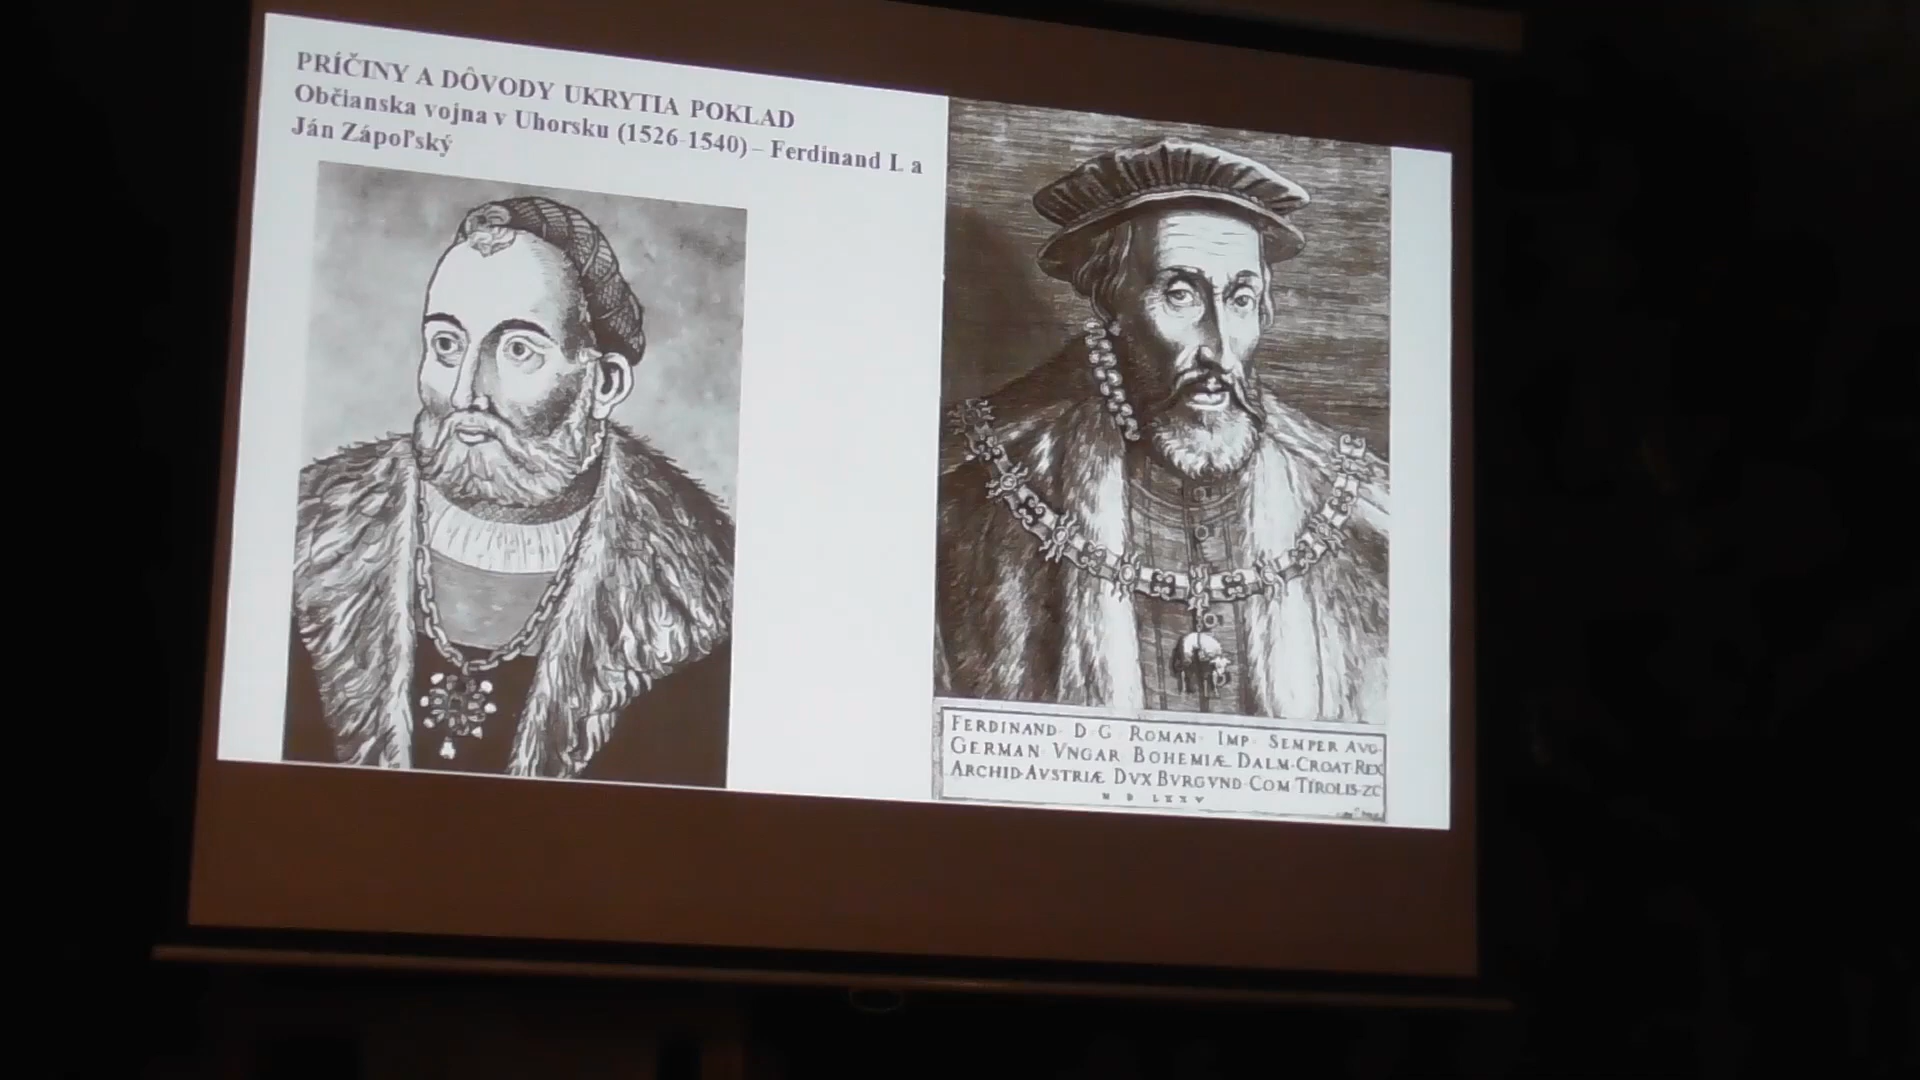 PRÍČINY A DÔVODY UKRYTIA POKLAD
Občianska vojna v Uhorsku (1526-1540) – Ferdinand I. a
Ján Zápoľský
FERDINAND· D·G· ROMAN· IMP· SEMPER AVG·
GERMAN· VNGAR· BOHEMIÆ DALM·CROAT·REX
ARCHID·AVSTRIÆ DVX BVRGVND·COM TIROLIS·ZC
M D LXXV